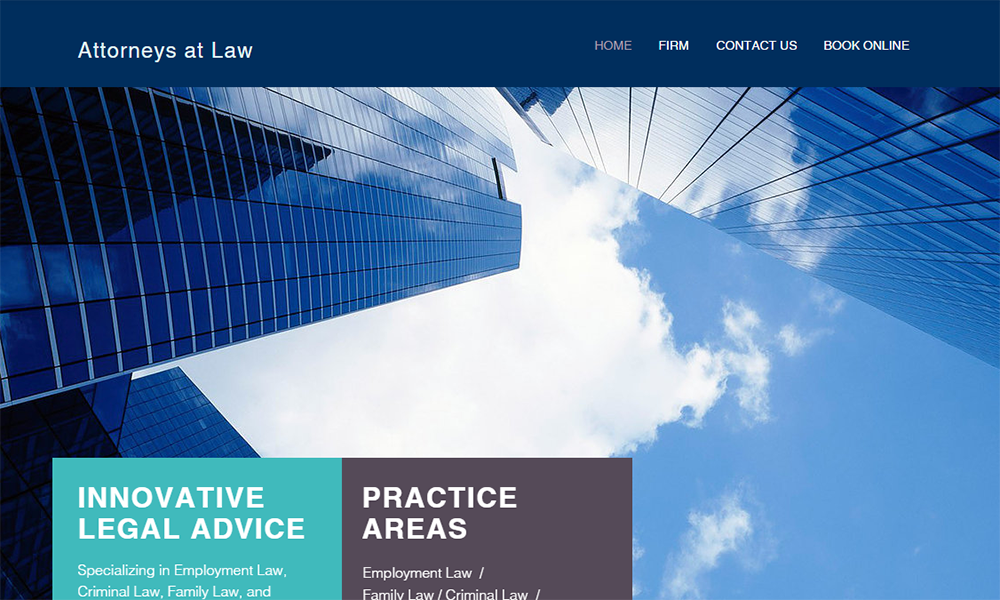 Attorneys at Law
HOME FIRM CONTACT US BOOK ONLINE
INNOVATIVE
LEGAL ADVICE
Specializing in Employment Law,
Criminal Law, Family Law, and
PRACTICE
AREAS
Employment Law /
Family Law / Criminal Law /